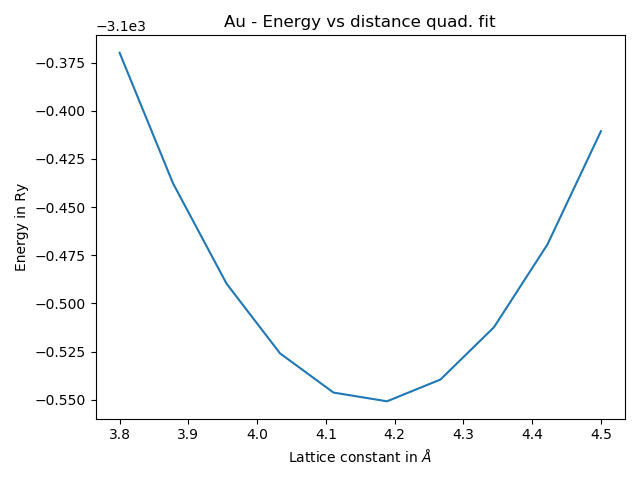 Au - Energy vs distance quad. fit
−3.1e3
−0.375
−0.400
−0.425
−0.450
−0.475
−0.500
−0.525
−0.550
Energy in Ry
3.8 3.9 4.0 4.1 4.2 4.3 4.4 4.5
Lattice constant in Å